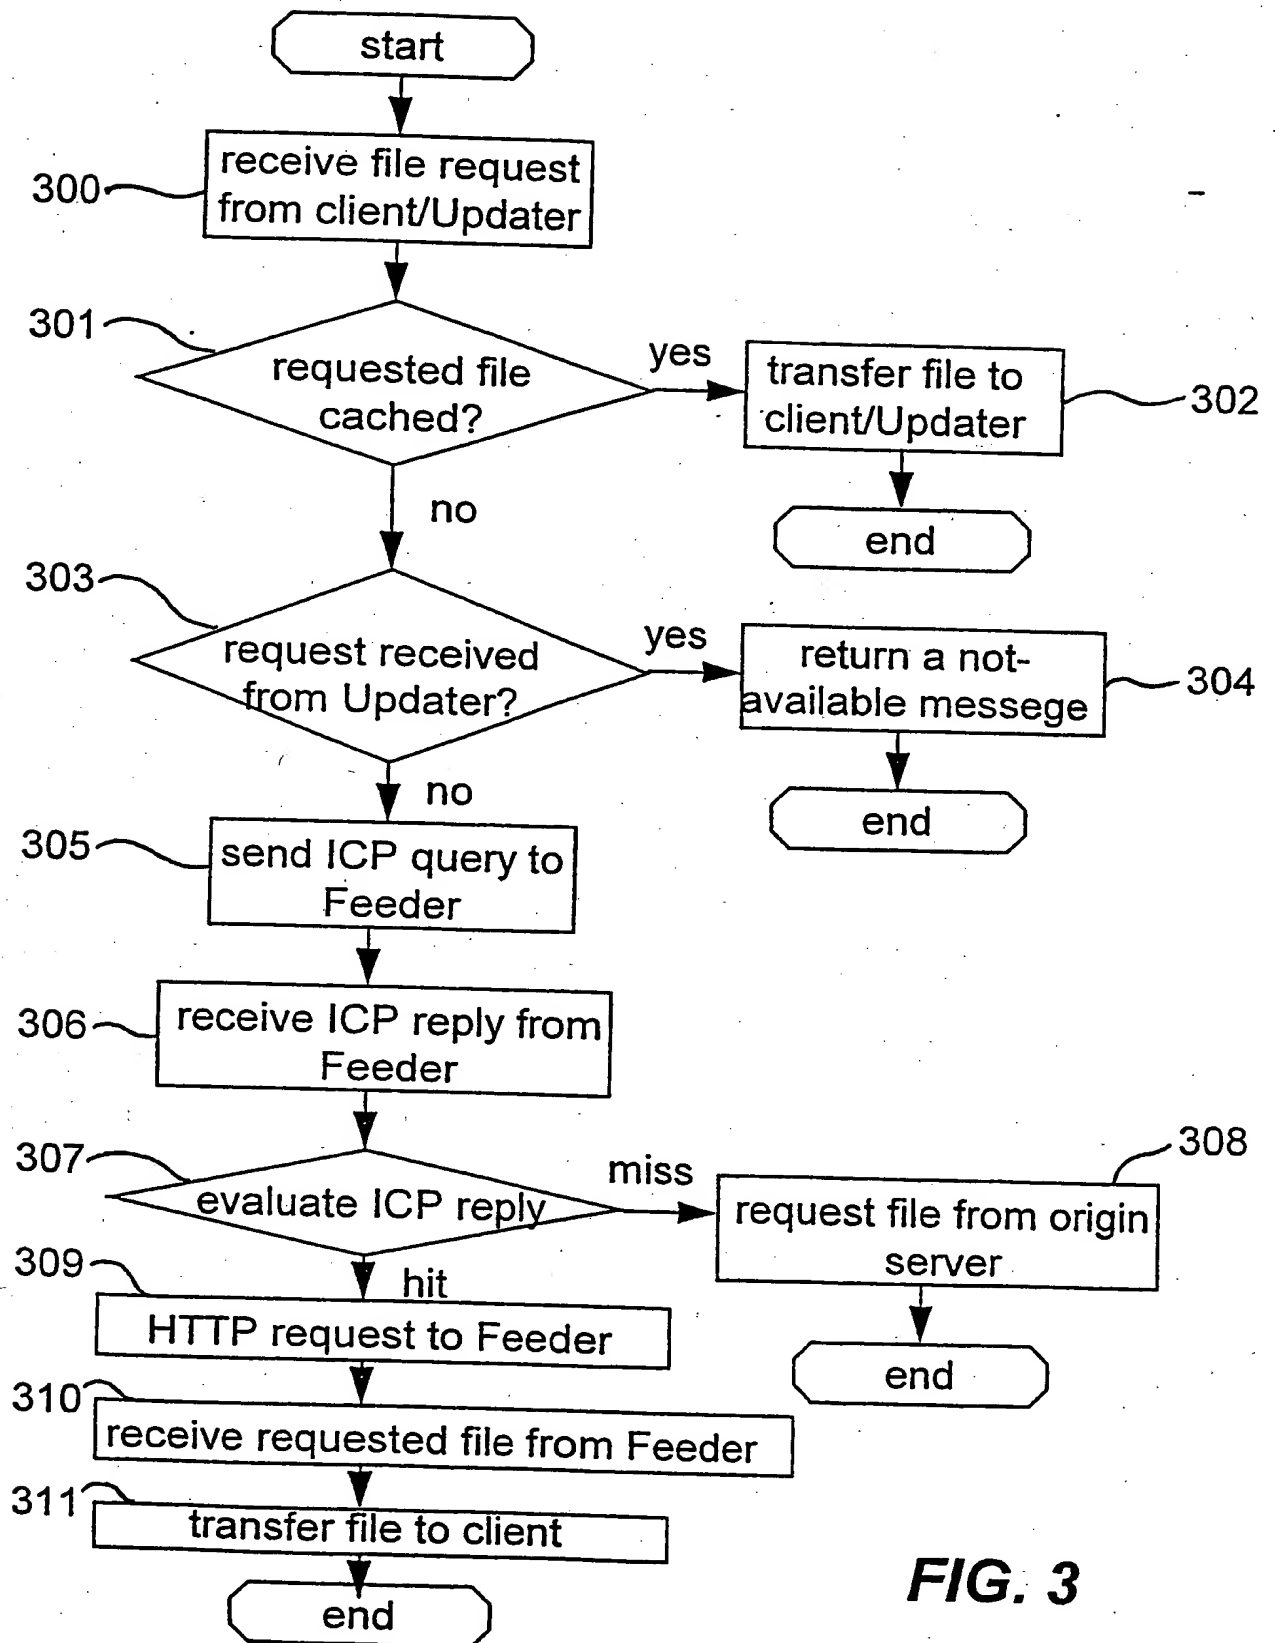 start
300
receive file request
from client/Updater
301
requested file
cached?
yes
transfer file to
client/Updater
302
no
end
303
request received
from Updater?
yes
return a not-
available messege
304
no
end
305
send ICP query to
Feeder
306
receive ICP reply from
Feeder
307
evaluate ICP reply
miss
308
request file from origin
server
309
hit
HTTP request to Feeder
end
310
receive requested file from Feeder
311
transfer file to client
end
FIG. 3